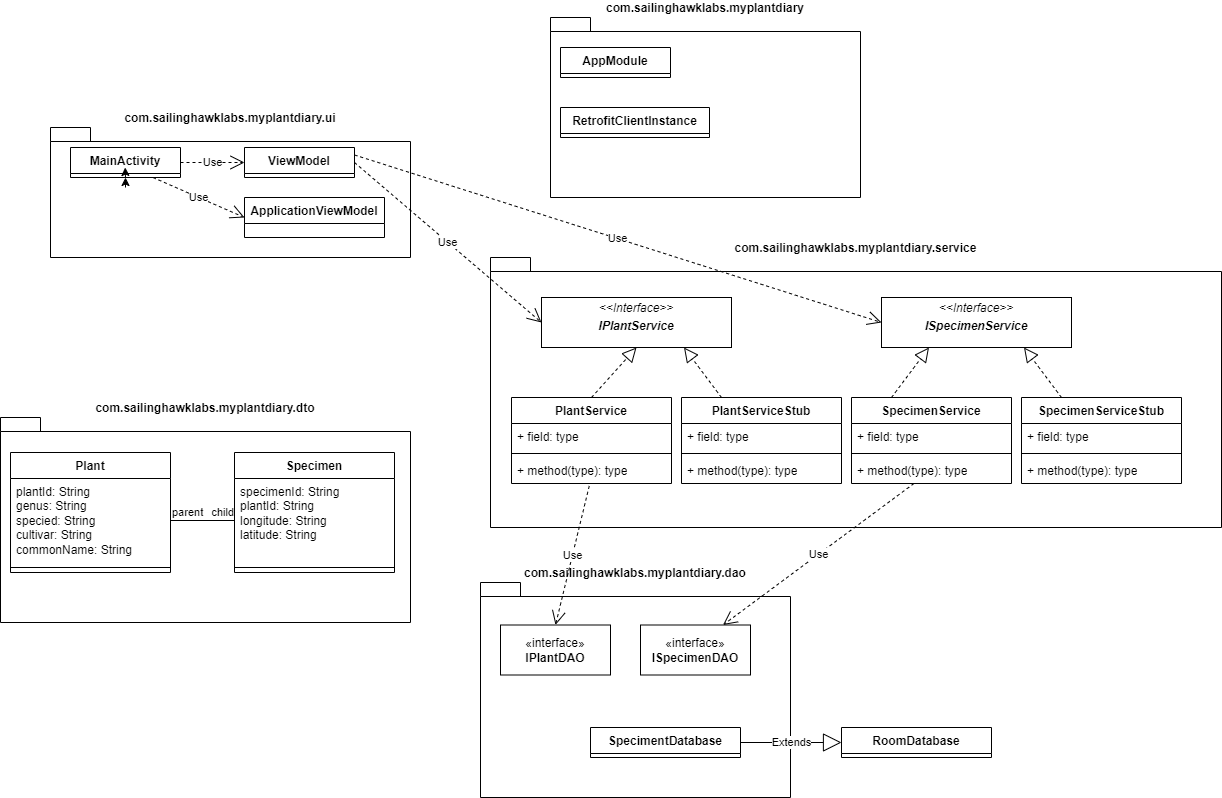 com.sailinghawklabs.myplantdiary
AppModule
RetrofitClientInstance
com.sailinghawklabs.myplantdiary.ui
MainActivity
Use
ViewModel
Use
ApplicationViewModel
Use
Use
com.sailinghawklabs.myplantdiary.service
<<Interface>>
IPlantService
<<Interface>>
ISpecimenService
PlantService
+ field: type
+ method(type): type
PlantServiceStub
+ field: type
+ method(type): type
SpecimenService
+ field: type
+ method(type): type
SpecimenServiceStub
+ field: type
+ method(type): type
com.sailinghawklabs.myplantdiary.dto
Plant
plantId: String
genus: String
specied: String
cultivar: String
commonName: String
parent
child
Specimen
specimenId: String
plantId: String
longitude: String
latitude: String
Use
Use
com.sailinghawklabs.myplantdiary.dao
«interface»
IPlantDAO
«interface»
ISpecimenDAO
SpecimentDatabase
Extends
RoomDatabase